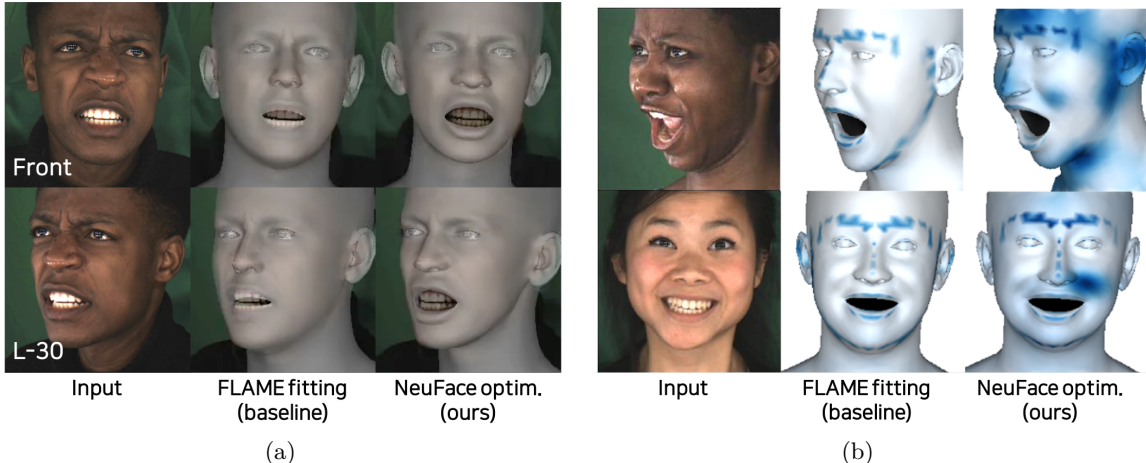 Front
L-30
Input
FLAME fitting
(baseline)
NeuFace optim.
(ours)
(a)
Input
FLAME fitting
(baseline)
NeuFace optim.
(ours)
(b)